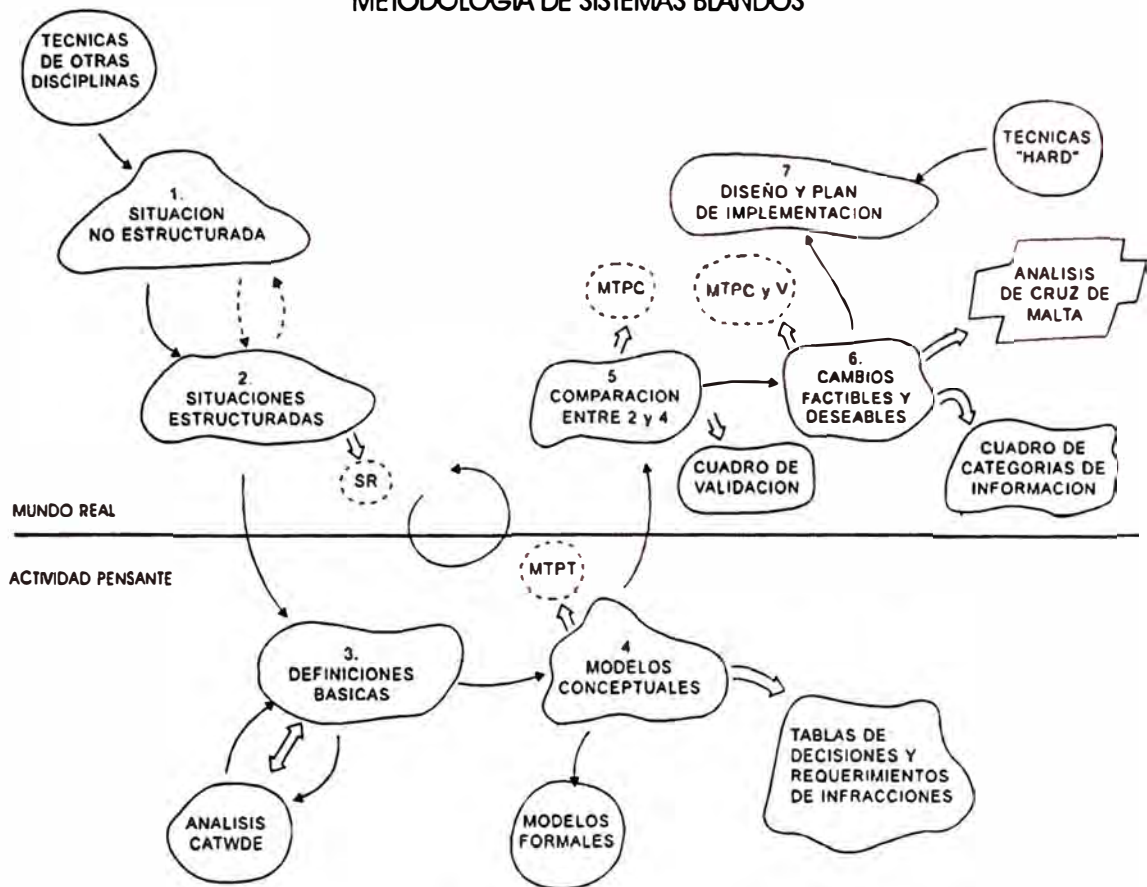 METODOLOGIA DE SISTEMAS BLANDOS
TECNICAS
DE OTRAS
DISCIPLINAS
1.
SITUACION
NO ESTRUCTURADA
2.
SITUACIONES
ESTRUCTURADAS
SR
MUNDO REAL
7
DISEÑO Y PLAN
DE IMPLEMENTACION
TECNICAS
"HARD"
MTPC
MTPC y V
ANALISIS
DE CRUZ DE
MALTA
5
COMPARACION
ENTRE 2 y 4
6.
CAMBIOS
FACTIBLES Y
DESEABLES
CUADRO DE
VALIDACION
CUADRO DE
CATEGORIAS DE
INFORMACION
ACTIVIDAD PENSANTE
MTPT
3.
DEFINICIONES
BASICAS
4
MODELOS
CONCEPTUALES
ANALISIS
CATWDE
MODELOS
FORMALES
TABLAS DE
DECISIONES Y
REQUERIMIENTOS
DE INFRACCIONES